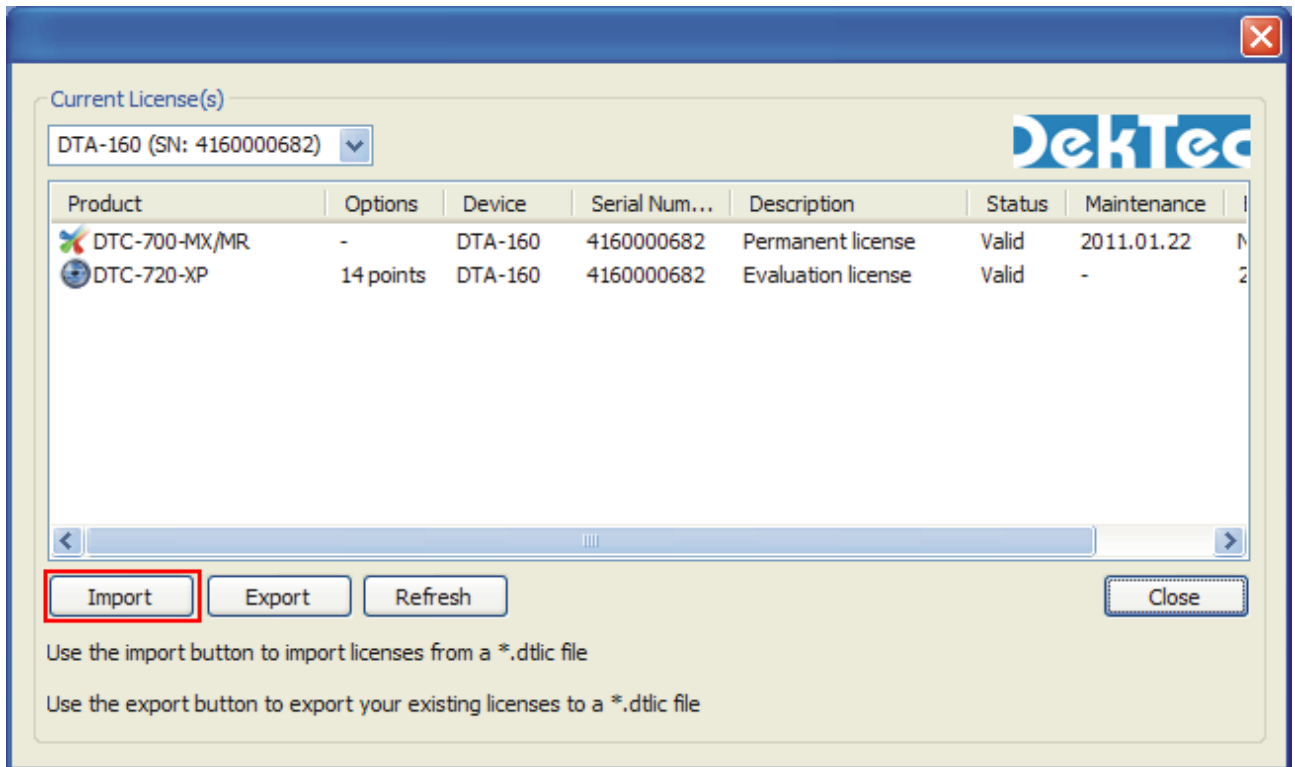 Current License(s)
DTA-160 (SN: 4160000682)
DekTec
Product Options Device Serial Num... Description Status Maintenance
DTC-700-MX/MR - DTA-160 4160000682 Permanent license Valid 2011.01.22
DTC-720-XP 14 points DTA-160 4160000682 Evaluation license Valid -
Import Export Refresh Close
Use the import button to import licenses from a *.dtlic file
Use the export button to export your existing licenses to a *.dtlic file